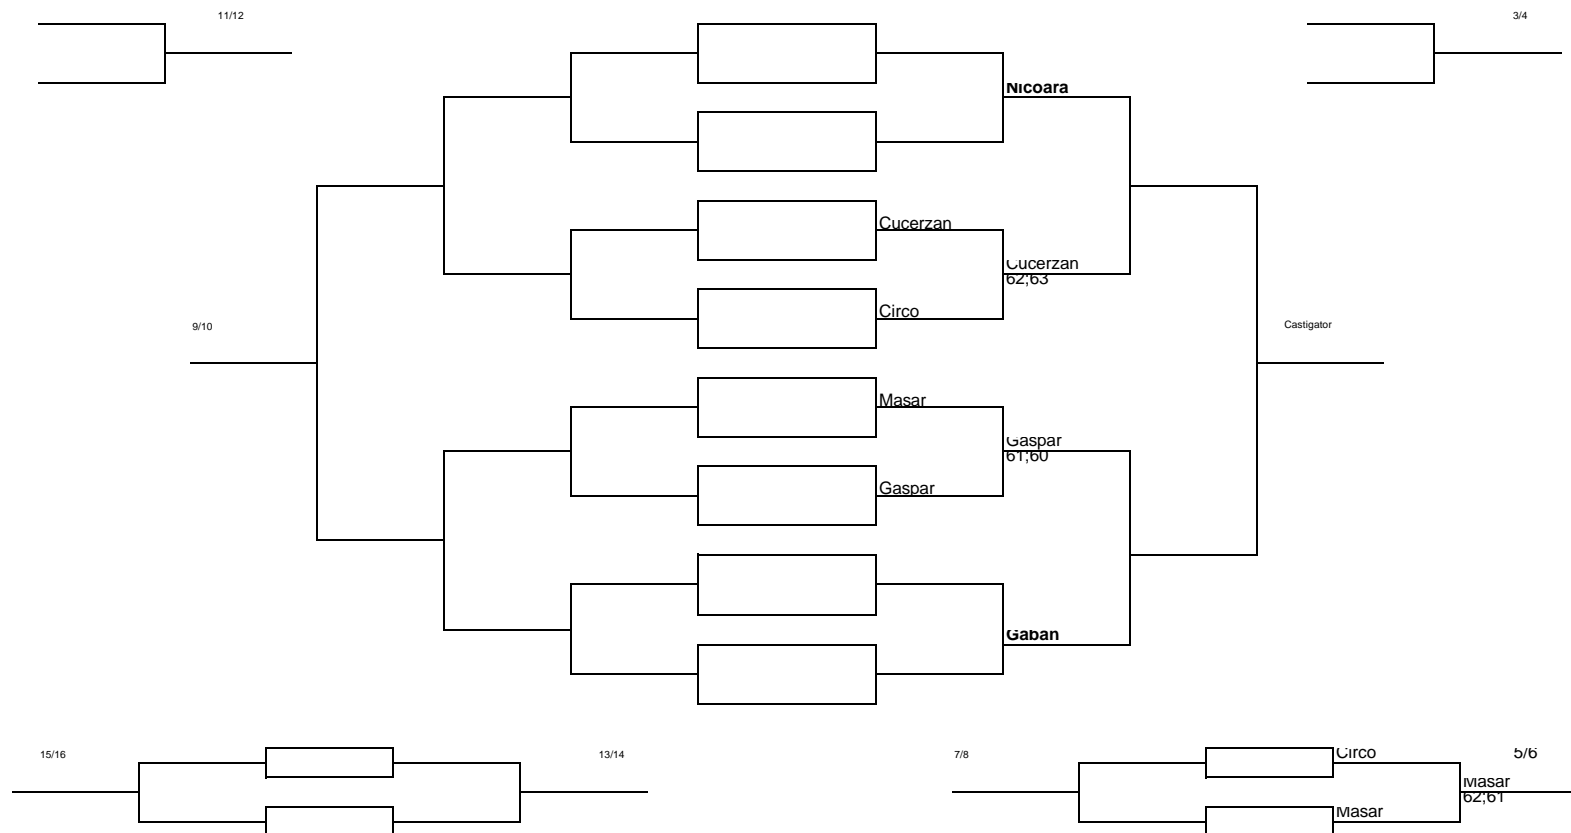 11/12
3/4
Nicoara
Cucerzan
Cucerzan
62;63
Circo
9/10
Castigator
Masar
Gaspar
61;60
Gaspar
Gaban
15/16
13/14
7/8
Circo
5/6
Masar
62;61
Masar